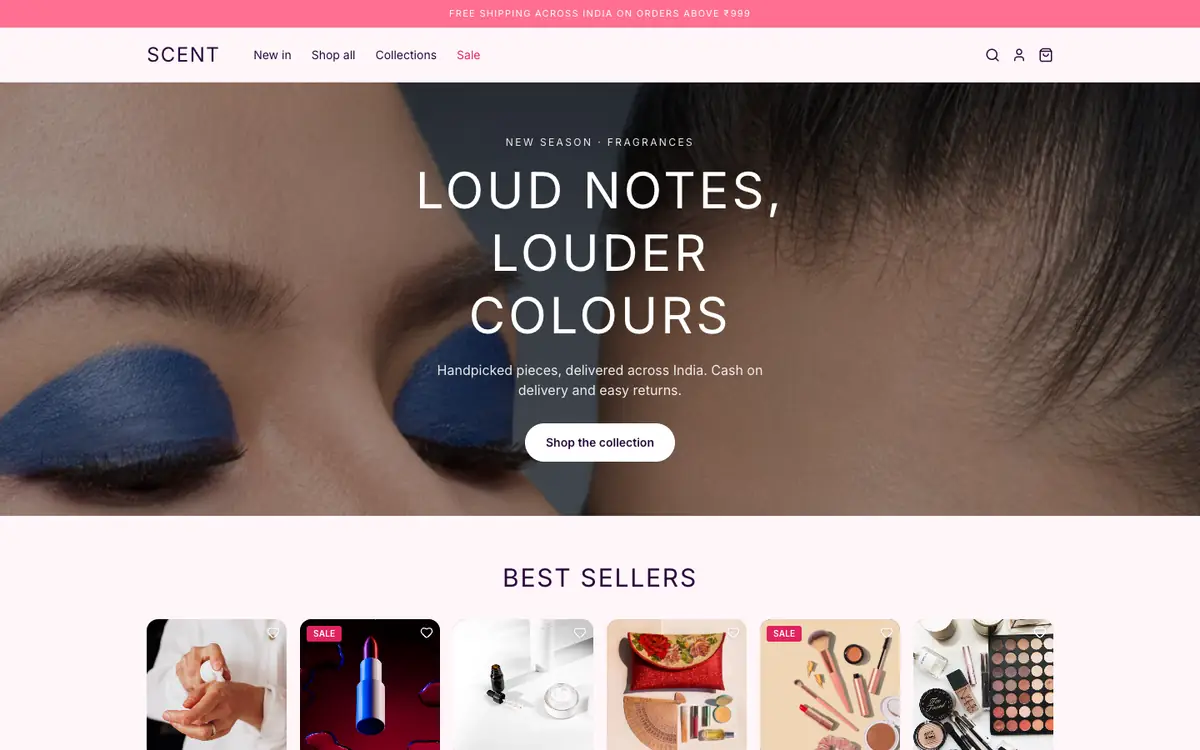 FREE SHIPPING ACROSS INDIA ON ORDERS ABOVE ₹999
SCENT
New in
Shop all
Collections
Sale
NEW SEASON · FRAGRANCES
LOUD NOTES,
LOUDER
COLOURS
Handpicked pieces, delivered across India. Cash on
delivery and easy returns.
Shop the collection
BEST SELLERS
SALE
SALE